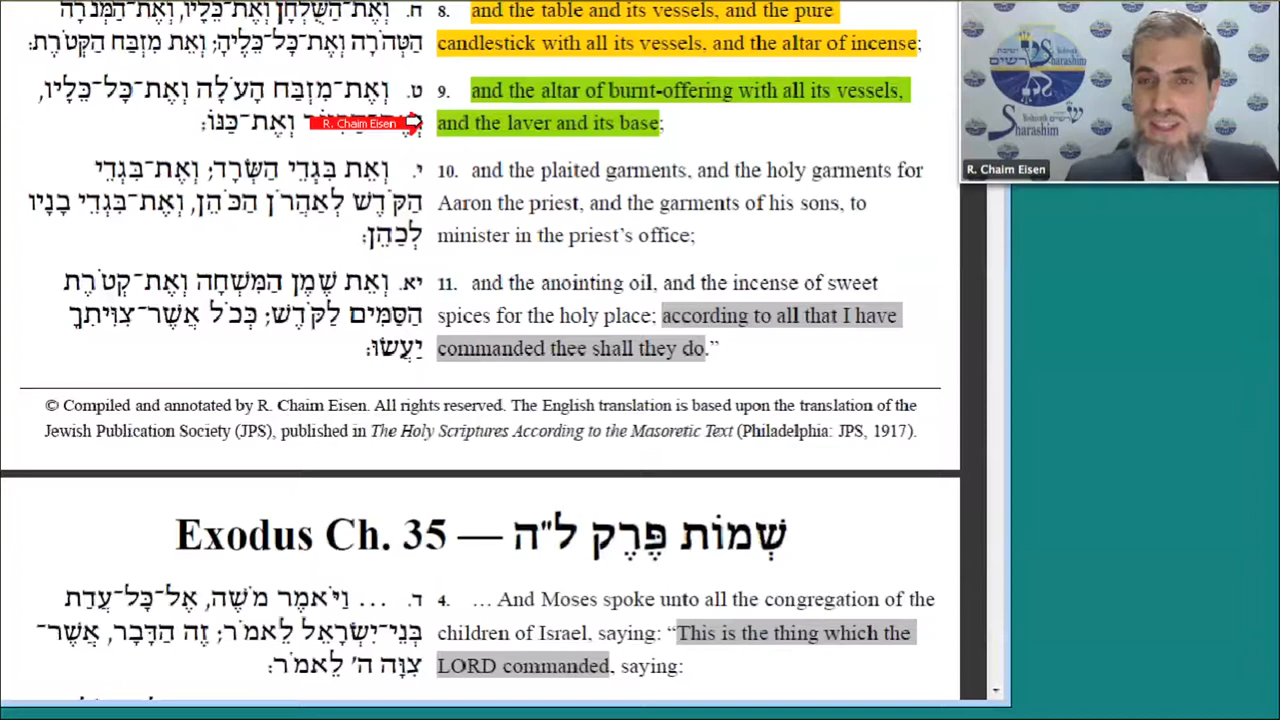 ח. וְאֶת־הַשֻּׁלְחָן וְאֶת־כֵּלָיו, וְאֶת־הַמְּנֹרָה
הַטְּהֹרָה וְאֶת־כָּל־כֵּלֶיהָ; וְאֵת מִזְבַּח הַקְּטֹרֶת:
8. and the table and its vessels, and the pure
candlestick with all its vessels, and the altar of incense;
ט. וְאֶת־מִזְבַּח הָעֹלָה וְאֶת־כָּל־כֵּלָיו,
וְאֶת־כַּנּוֹ:
R. Chaim Eisen
9. and the altar of burnt-offering with all its vessels,
and the laver and its base;
י. וְאֵת בִּגְדֵי הַשְּׂרָד; וְאֶת־בִּגְדֵי
הַקֹּדֶשׁ לְאַהֲרֹן הַכֹּהֵן, וְאֶת־בִּגְדֵי בָנָיו
לְכַהֵן:
10. and the plaited garments, and the holy garments for
Aaron the priest, and the garments of his sons, to
minister in the priest’s office;
יא. וְאֵת שֶׁמֶן הַמִּשְׁחָה וְאֶת־קְטֹרֶת
הַסַּמִּים לַקֹּדֶשׁ; כְּכֹל אֲשֶׁר־צִוִּיתִךָ
יַעֲשׂוּ:
11. and the anointing oil, and the incense of sweet
spices for the holy place; according to all that I have
commanded thee shall they do.”
© Compiled and annotated by R. Chaim Eisen. All rights reserved. The English translation is based upon the translation of the
Jewish Publication Society (JPS), published in The Holy Scriptures According to the Masoretic Text (Philadelphia: JPS, 1917).
Exodus Ch. 35 — שְׁמוֹת פֶּרֶק ל"ה
ד. ... וַיֹּאמֶר מֹשֶׁה, אֶל־כָּל־עֲדַת
בְּנֵי־יִשְׂרָאֵל לֵאמֹר; זֶה הַדָּבָר, אֲשֶׁר־
צִוָּה ה' לֵאמֹר:
4. … And Moses spoke unto all the congregation of the
children of Israel, saying: “This is the thing which the
LORD commanded, saying:
Yeshivath
Sharashim
R. Chaim Eisen